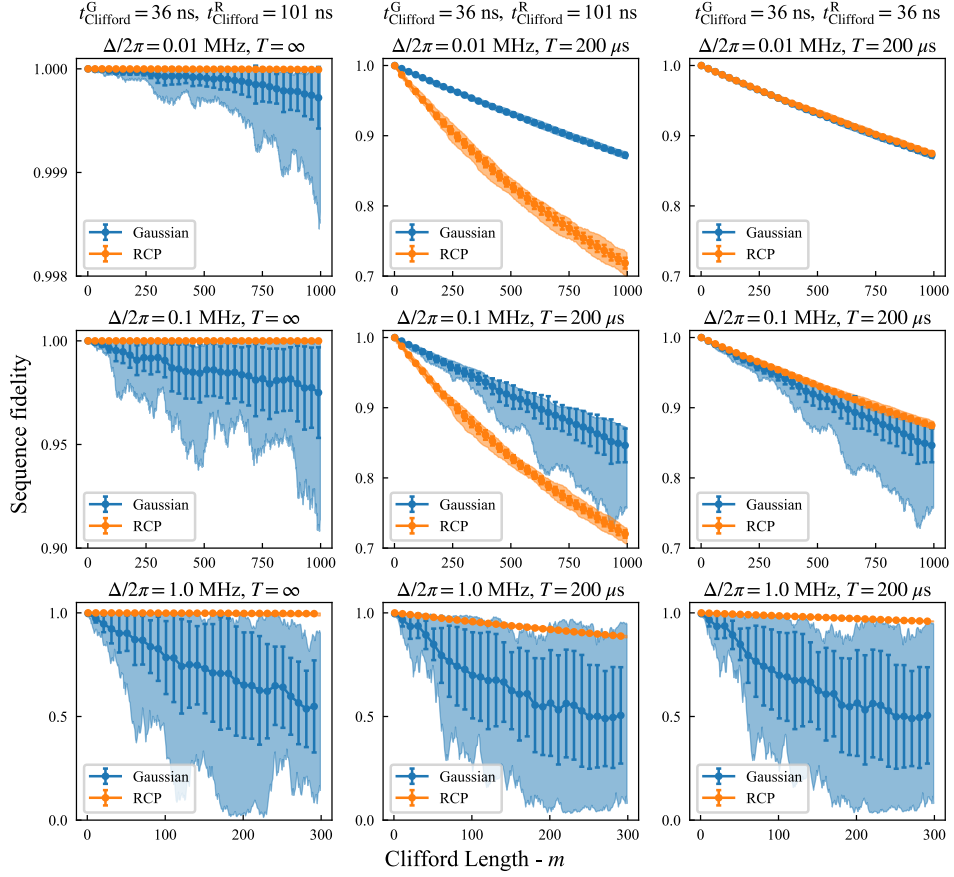 t^G_Clifford = 36 ns, t^R_Clifford = 101 ns
t^G_Clifford = 36 ns, t^R_Clifford = 101 ns
t^G_Clifford = 36 ns, t^R_Clifford = 36 ns
Δ/2π = 0.01 MHz, T = ∞
Δ/2π = 0.01 MHz, T = 200 μs
Δ/2π = 0.01 MHz, T = 200 μs
1.000
0.999
0.998
Gaussian
RCP
0 250 500 750 1000
1.0
0.9
0.8
0.7
Gaussian
RCP
0 250 500 750 1000
1.0
0.9
0.8
0.7
Gaussian
RCP
0 250 500 750 1000
Δ/2π = 0.1 MHz, T = ∞
Δ/2π = 0.1 MHz, T = 200 μs
Δ/2π = 0.1 MHz, T = 200 μs
Sequence fidelity
1.00
0.95
0.90
Gaussian
RCP
0 250 500 750 1000
1.0
0.9
0.8
0.7
Gaussian
RCP
0 250 500 750 1000
1.0
0.9
0.8
0.7
Gaussian
RCP
0 250 500 750 1000
Δ/2π = 1.0 MHz, T = ∞
Δ/2π = 1.0 MHz, T = 200 μs
Δ/2π = 1.0 MHz, T = 200 μs
1.0
0.5
0.0
Gaussian
RCP
0 100 200 300
1.0
0.5
0.0
Gaussian
RCP
0 100 200 300
1.0
0.5
0.0
Gaussian
RCP
0 100 200 300
Clifford Length - m